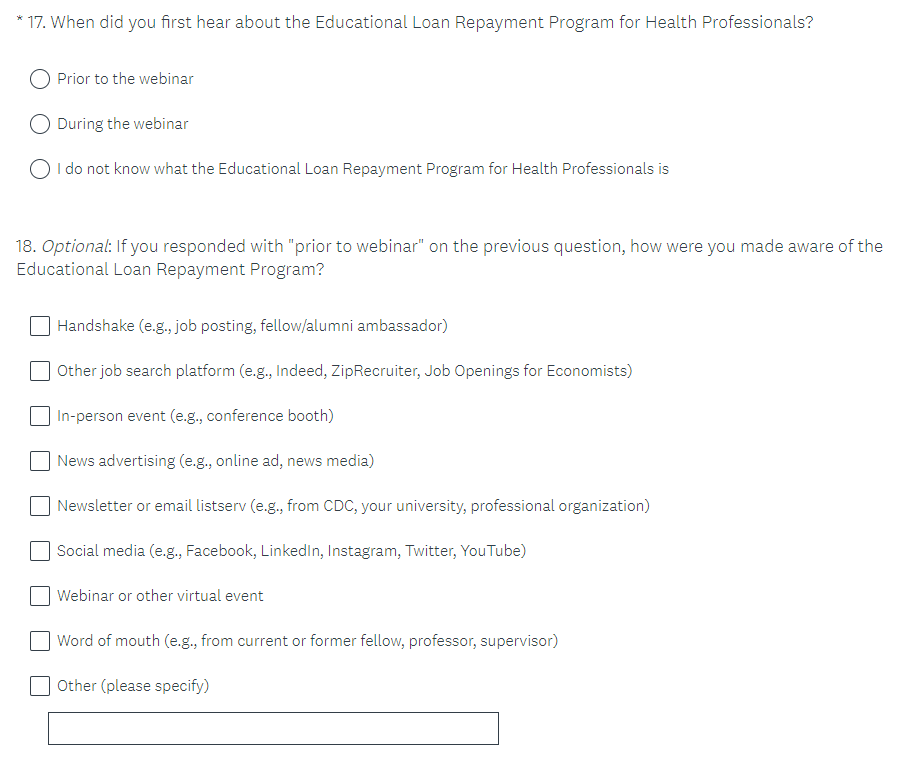 * 17. When did you first hear about the Educational Loan Repayment Program for Health Professionals?
Prior to the webinar
During the webinar
I do not know what the Educational Loan Repayment Program for Health Professionals is
18. Optional: If you responded with "prior to webinar" on the previous question, how were you made aware of the
Educational Loan Repayment Program?
Handshake (e.g., job posting, fellow/alumni ambassador)
Other job search platform (e.g., Indeed, ZipRecruiter, Job Openings for Economists)
In-person event (e.g., conference booth)
News advertising (e.g., online ad, news media)
Newsletter or email listserv (e.g., from CDC, your university, professional organization)
Social media (e.g., Facebook, LinkedIn, Instagram, Twitter, YouTube)
Webinar or other virtual event
Word of mouth (e.g., from current or former fellow, professor, supervisor)
Other (please specify)